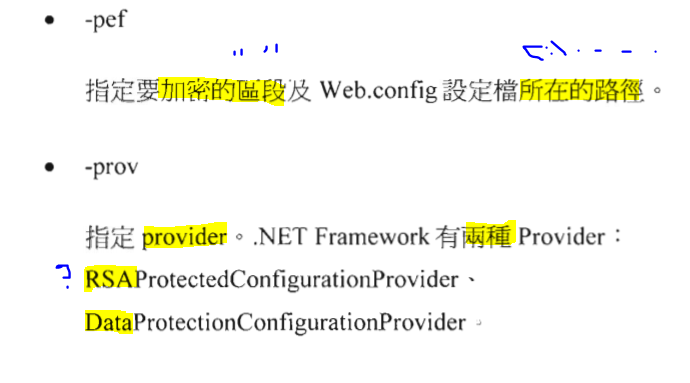 • -pef
指定要加密的區段及 Web.config 設定檔所在的路徑。
• -prov
指定 provider。.NET Framework 有兩種 Provider：
? RSAProtectedConfigurationProvider、
DataProtectionConfigurationProvider。